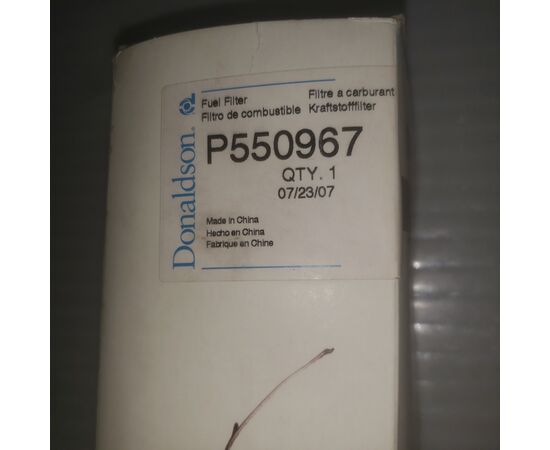 Donaldson.
Fuel Filter Filtre a carburant
Filtro de combustible Kraftstofffilter
P550967
QTY. 1
07/23/07
Made in China
Hecho en China
Fabrique en Chine